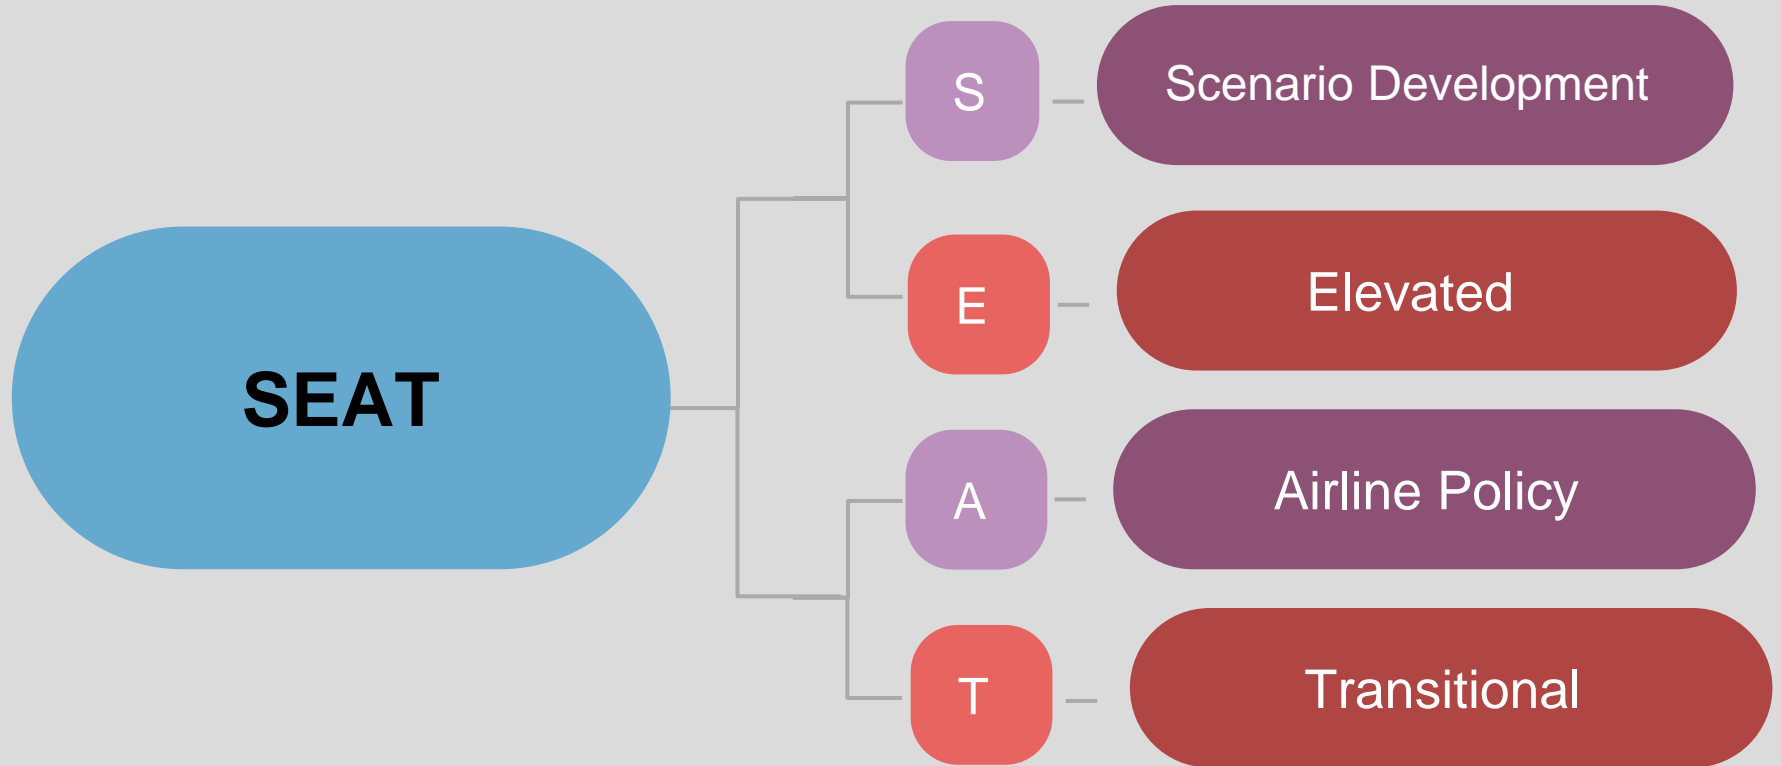 SEAT
S
Scenario Development
E
Elevated
A
Airline Policy
T
Transitional